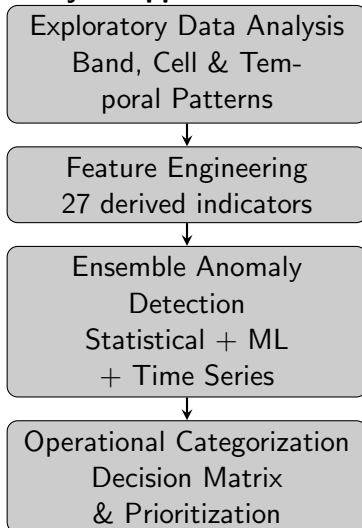 Exploratory Data Analysis
Band, Cell & Tem-
poral Patterns
Feature Engineering
27 derived indicators
Ensemble Anomaly
Detection
Statistical + ML
+ Time Series
Operational Categorization
Decision Matrix
& Prioritization